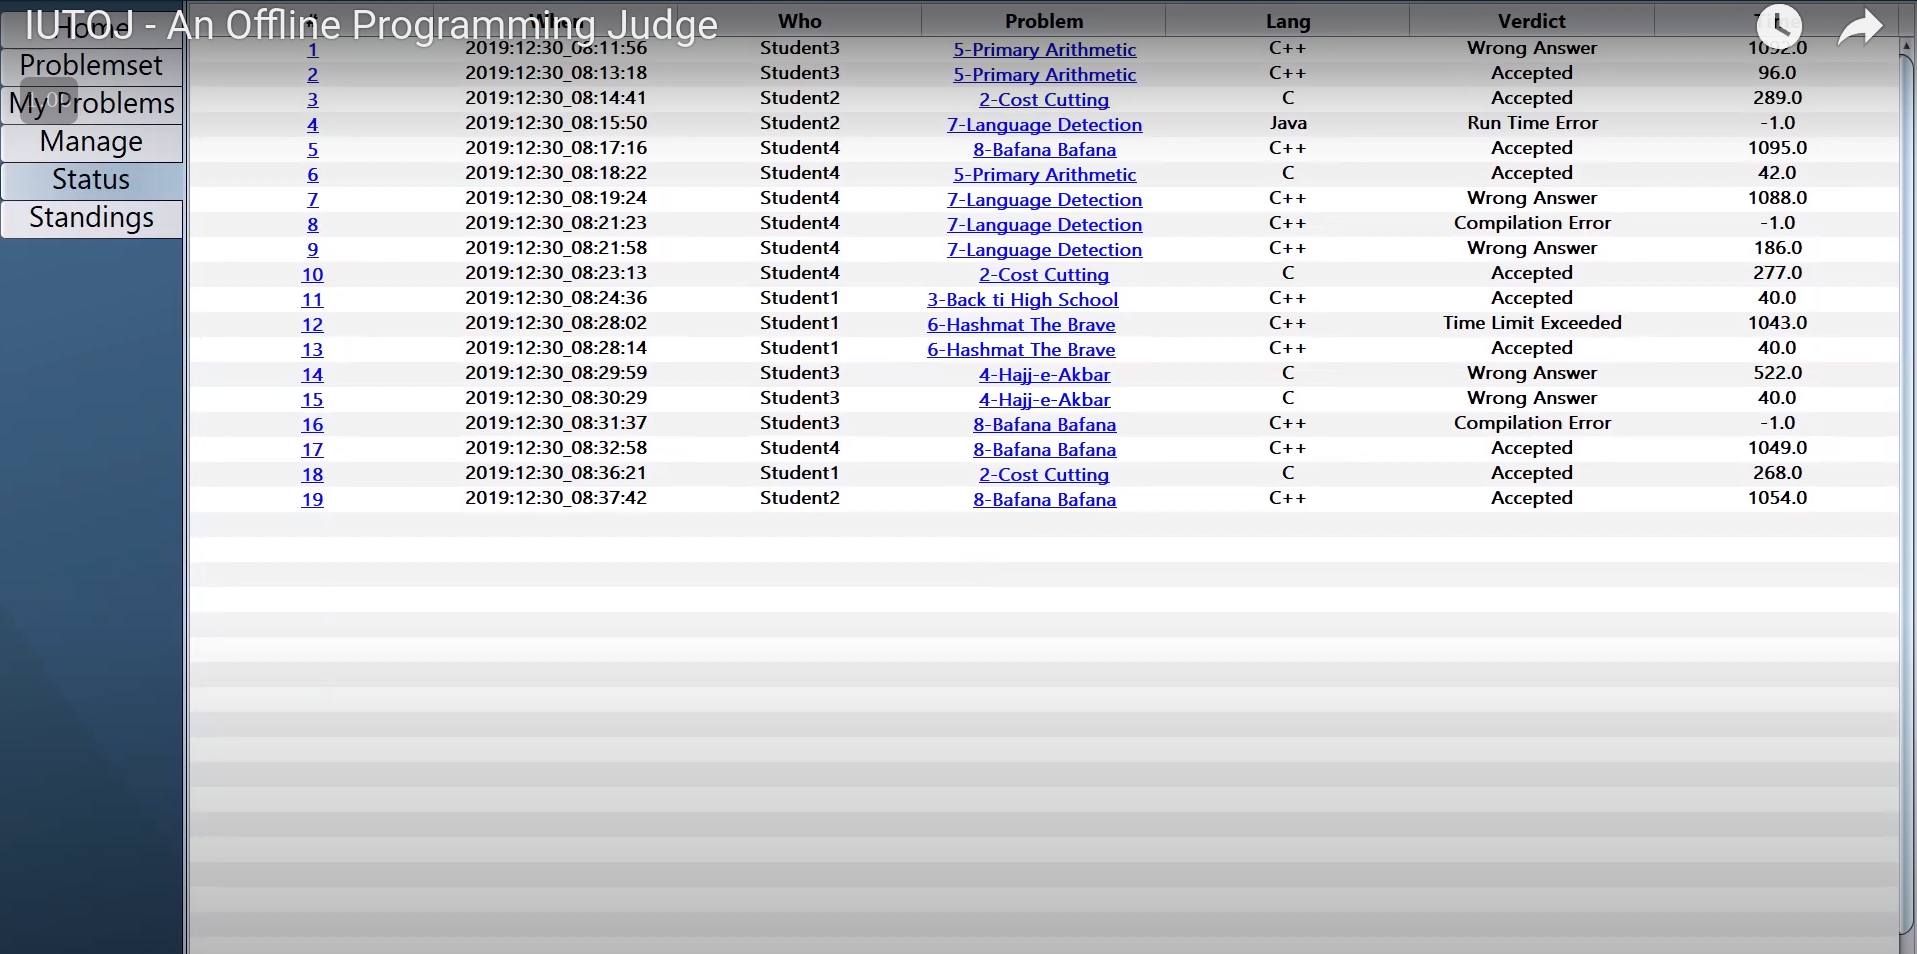 IUTOJ - An Offline Programming Judge
Home
Problemset
My Problems
Manage
Status
Standings
# When Who Problem Lang Verdict Time
1 2019:12:30_08:11:56 Student3 5-Primary Arithmetic C++ Wrong Answer 1092.0
2 2019:12:30_08:13:18 Student3 5-Primary Arithmetic C++ Accepted 96.0
3 2019:12:30_08:14:41 Student2 2-Cost Cutting C Accepted 289.0
4 2019:12:30_08:15:50 Student2 7-Language Detection Java Run Time Error -1.0
5 2019:12:30_08:17:16 Student4 8-Bafana Bafana C++ Accepted 1095.0
6 2019:12:30_08:18:22 Student4 5-Primary Arithmetic C Accepted 42.0
7 2019:12:30_08:19:24 Student4 7-Language Detection C++ Wrong Answer 1088.0
8 2019:12:30_08:21:23 Student4 7-Language Detection C++ Compilation Error -1.0
9 2019:12:30_08:21:58 Student4 7-Language Detection C++ Wrong Answer 186.0
10 2019:12:30_08:23:13 Student4 2-Cost Cutting C Accepted 277.0
11 2019:12:30_08:24:36 Student1 3-Back ti High School C++ Accepted 40.0
12 2019:12:30_08:28:02 Student1 6-Hashmat The Brave C++ Time Limit Exceeded 1043.0
13 2019:12:30_08:28:14 Student1 6-Hashmat The Brave C++ Accepted 40.0
14 2019:12:30_08:29:59 Student3 4-Hajj-e-Akbar C Wrong Answer 522.0
15 2019:12:30_08:30:29 Student3 4-Hajj-e-Akbar C Wrong Answer 40.0
16 2019:12:30_08:31:37 Student3 8-Bafana Bafana C++ Compilation Error -1.0
17 2019:12:30_08:32:58 Student4 8-Bafana Bafana C++ Accepted 1049.0
18 2019:12:30_08:36:21 Student1 2-Cost Cutting C Accepted 268.0
19 2019:12:30_08:37:42 Student2 8-Bafana Bafana C++ Accepted 1054.0